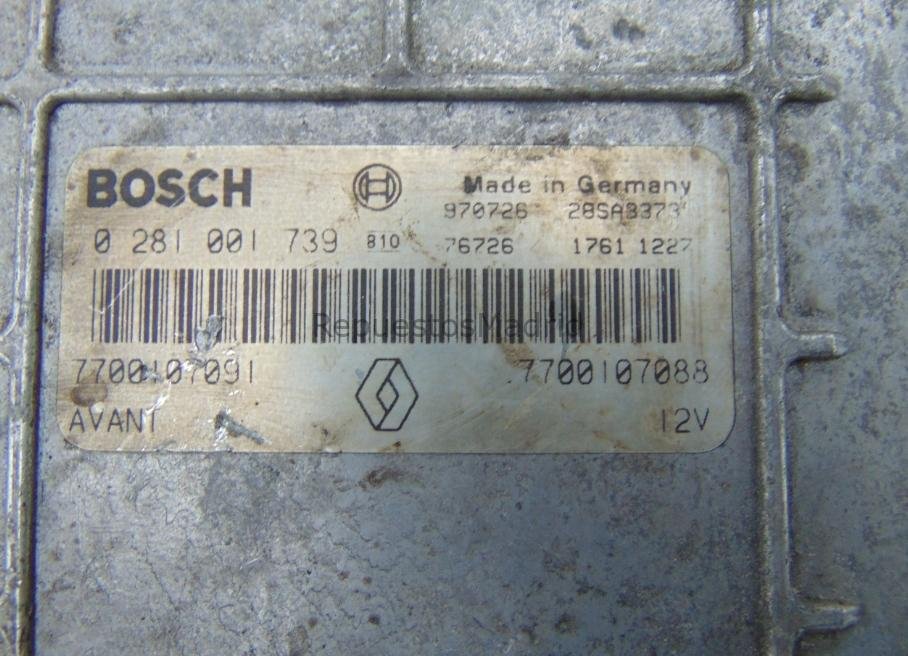 BOSCH Made in Germany
970726 28SA3373
0 281 001 739 810 76726 1761 1227
RepuestosMadrid
7700107091 7700107088
AVANT 12V